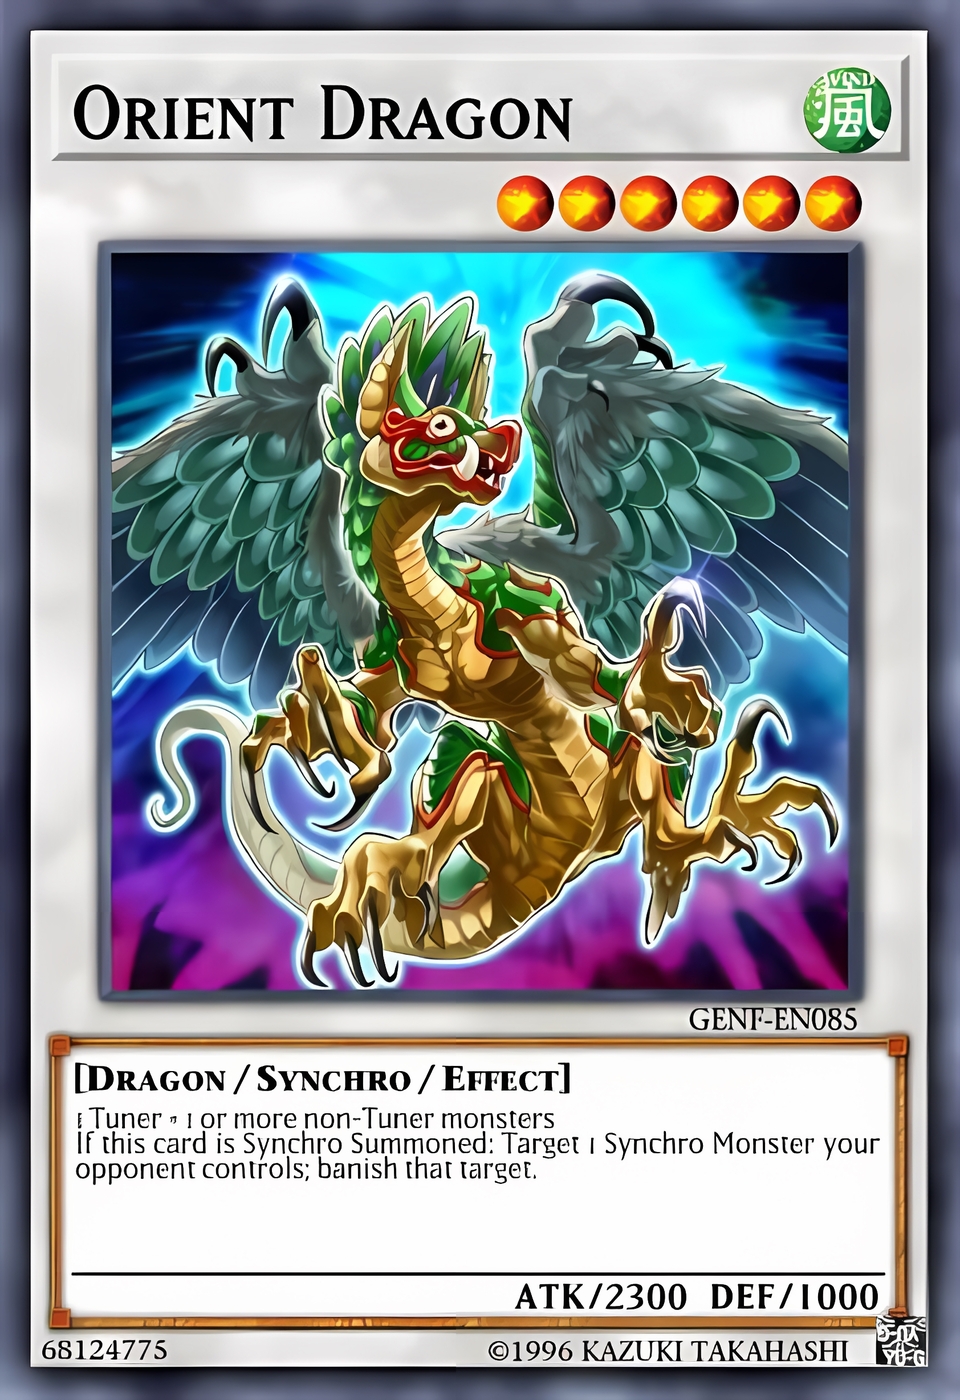 ORIENT DRAGON
WIND
風
GENF-EN085
[DRAGON / SYNCHRO / EFFECT]
1 Tuner + 1 or more non-Tuner monsters
If this card is Synchro Summoned: Target 1 Synchro Monster your
opponent controls; banish that target.
ATK/2300 DEF/1000
68124775
©1996 KAZUKI TAKAHASHI